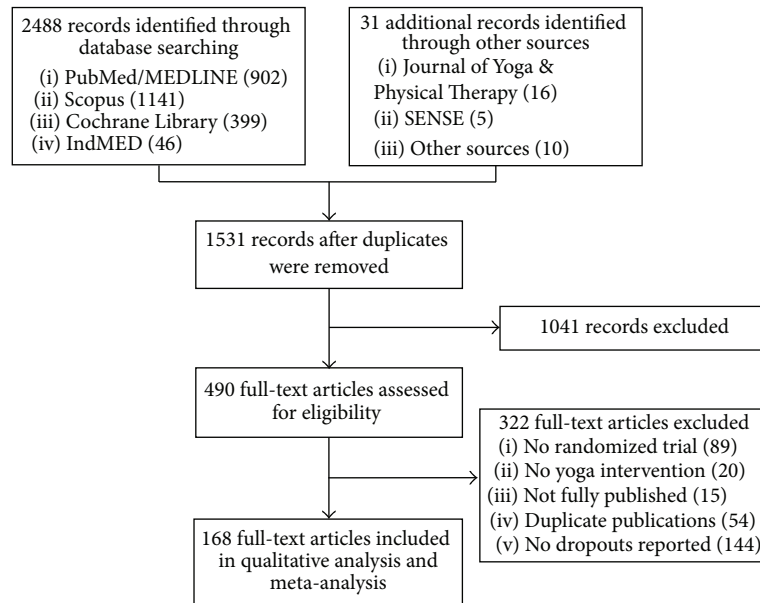 2488 records identified through
database searching
(i) PubMed/MEDLINE (902)
(ii) Scopus (1141)
(iii) Cochrane Library (399)
(iv) IndMED (46)
31 additional records identified
through other sources
(i) Journal of Yoga &
Physical Therapy (16)
(ii) SENSE (5)
(iii) Other sources (10)
1531 records after duplicates
were removed
1041 records excluded
490 full-text articles assessed
for eligibility
322 full-text articles excluded
(i) No randomized trial (89)
(ii) No yoga intervention (20)
(iii) Not fully published (15)
(iv) Duplicate publications (54)
(v) No dropouts reported (144)
168 full-text articles included
in qualitative analysis and
meta-analysis